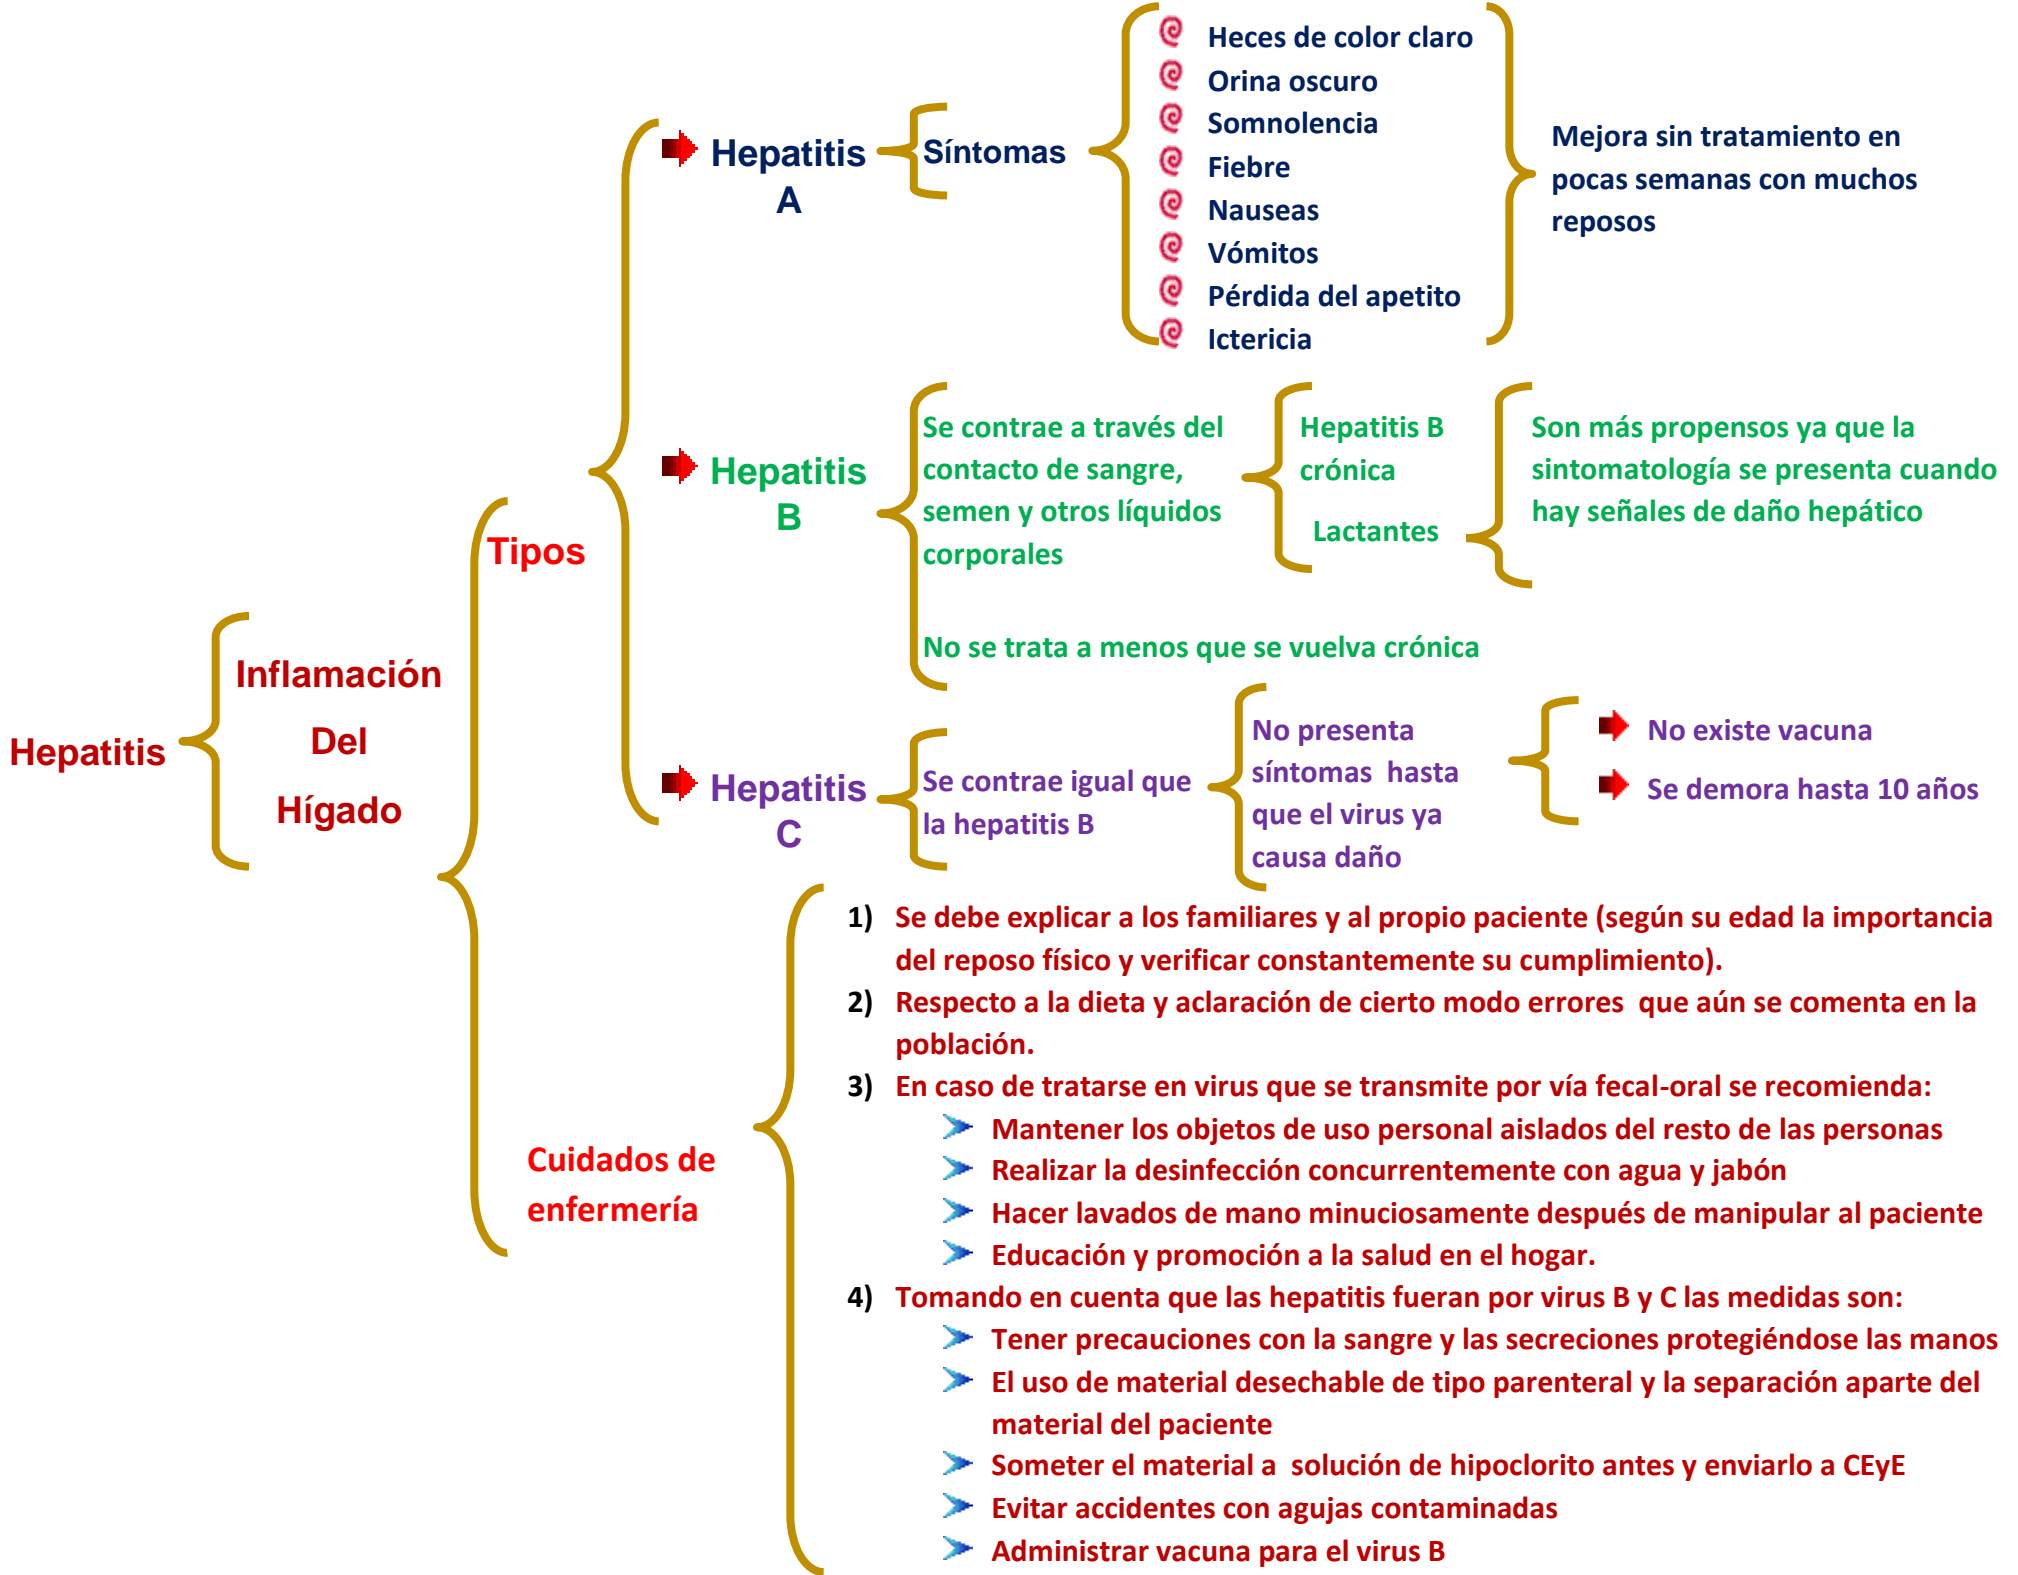 Hepatitis
Inflamación
Del
Hígado
Tipos
Hepatitis
A
Síntomas
Heces de color claro
Orina oscuro
Somnolencia
Fiebre
Nauseas
Vómitos
Pérdida del apetito
Ictericia
Mejora sin tratamiento en
pocas semanas con muchos
reposos
Hepatitis
B
Se contrae a través del
contacto de sangre,
semen y otros líquidos
corporales
Hepatitis B
crónica
Lactantes
Son más propensos ya que la
sintomatología se presenta cuando
hay señales de daño hepático
No se trata a menos que se vuelva crónica
Hepatitis
C
Se contrae igual que
la hepatitis B
No presenta
síntomas hasta
que el virus ya
causa daño
No existe vacuna
Se demora hasta 10 años
Cuidados de
enfermería
1) Se debe explicar a los familiares y al propio paciente (según su edad la importancia
del reposo físico y verificar constantemente su cumplimiento).
2) Respecto a la dieta y aclaración de cierto modo errores que aún se comenta en la
población.
3) En caso de tratarse en virus que se transmite por vía fecal-oral se recomienda:
Mantener los objetos de uso personal aislados del resto de las personas
Realizar la desinfección concurrentemente con agua y jabón
Hacer lavados de mano minuciosamente después de manipular al paciente
Educación y promoción a la salud en el hogar.
4) Tomando en cuenta que las hepatitis fueran por virus B y C las medidas son:
Tener precauciones con la sangre y las secreciones protegiéndose las manos
El uso de material desechable de tipo parenteral y la separación aparte del
material del paciente
Someter el material a solución de hipoclorito antes y enviarlo a CEyE
Evitar accidentes con agujas contaminadas
Administrar vacuna para el virus B